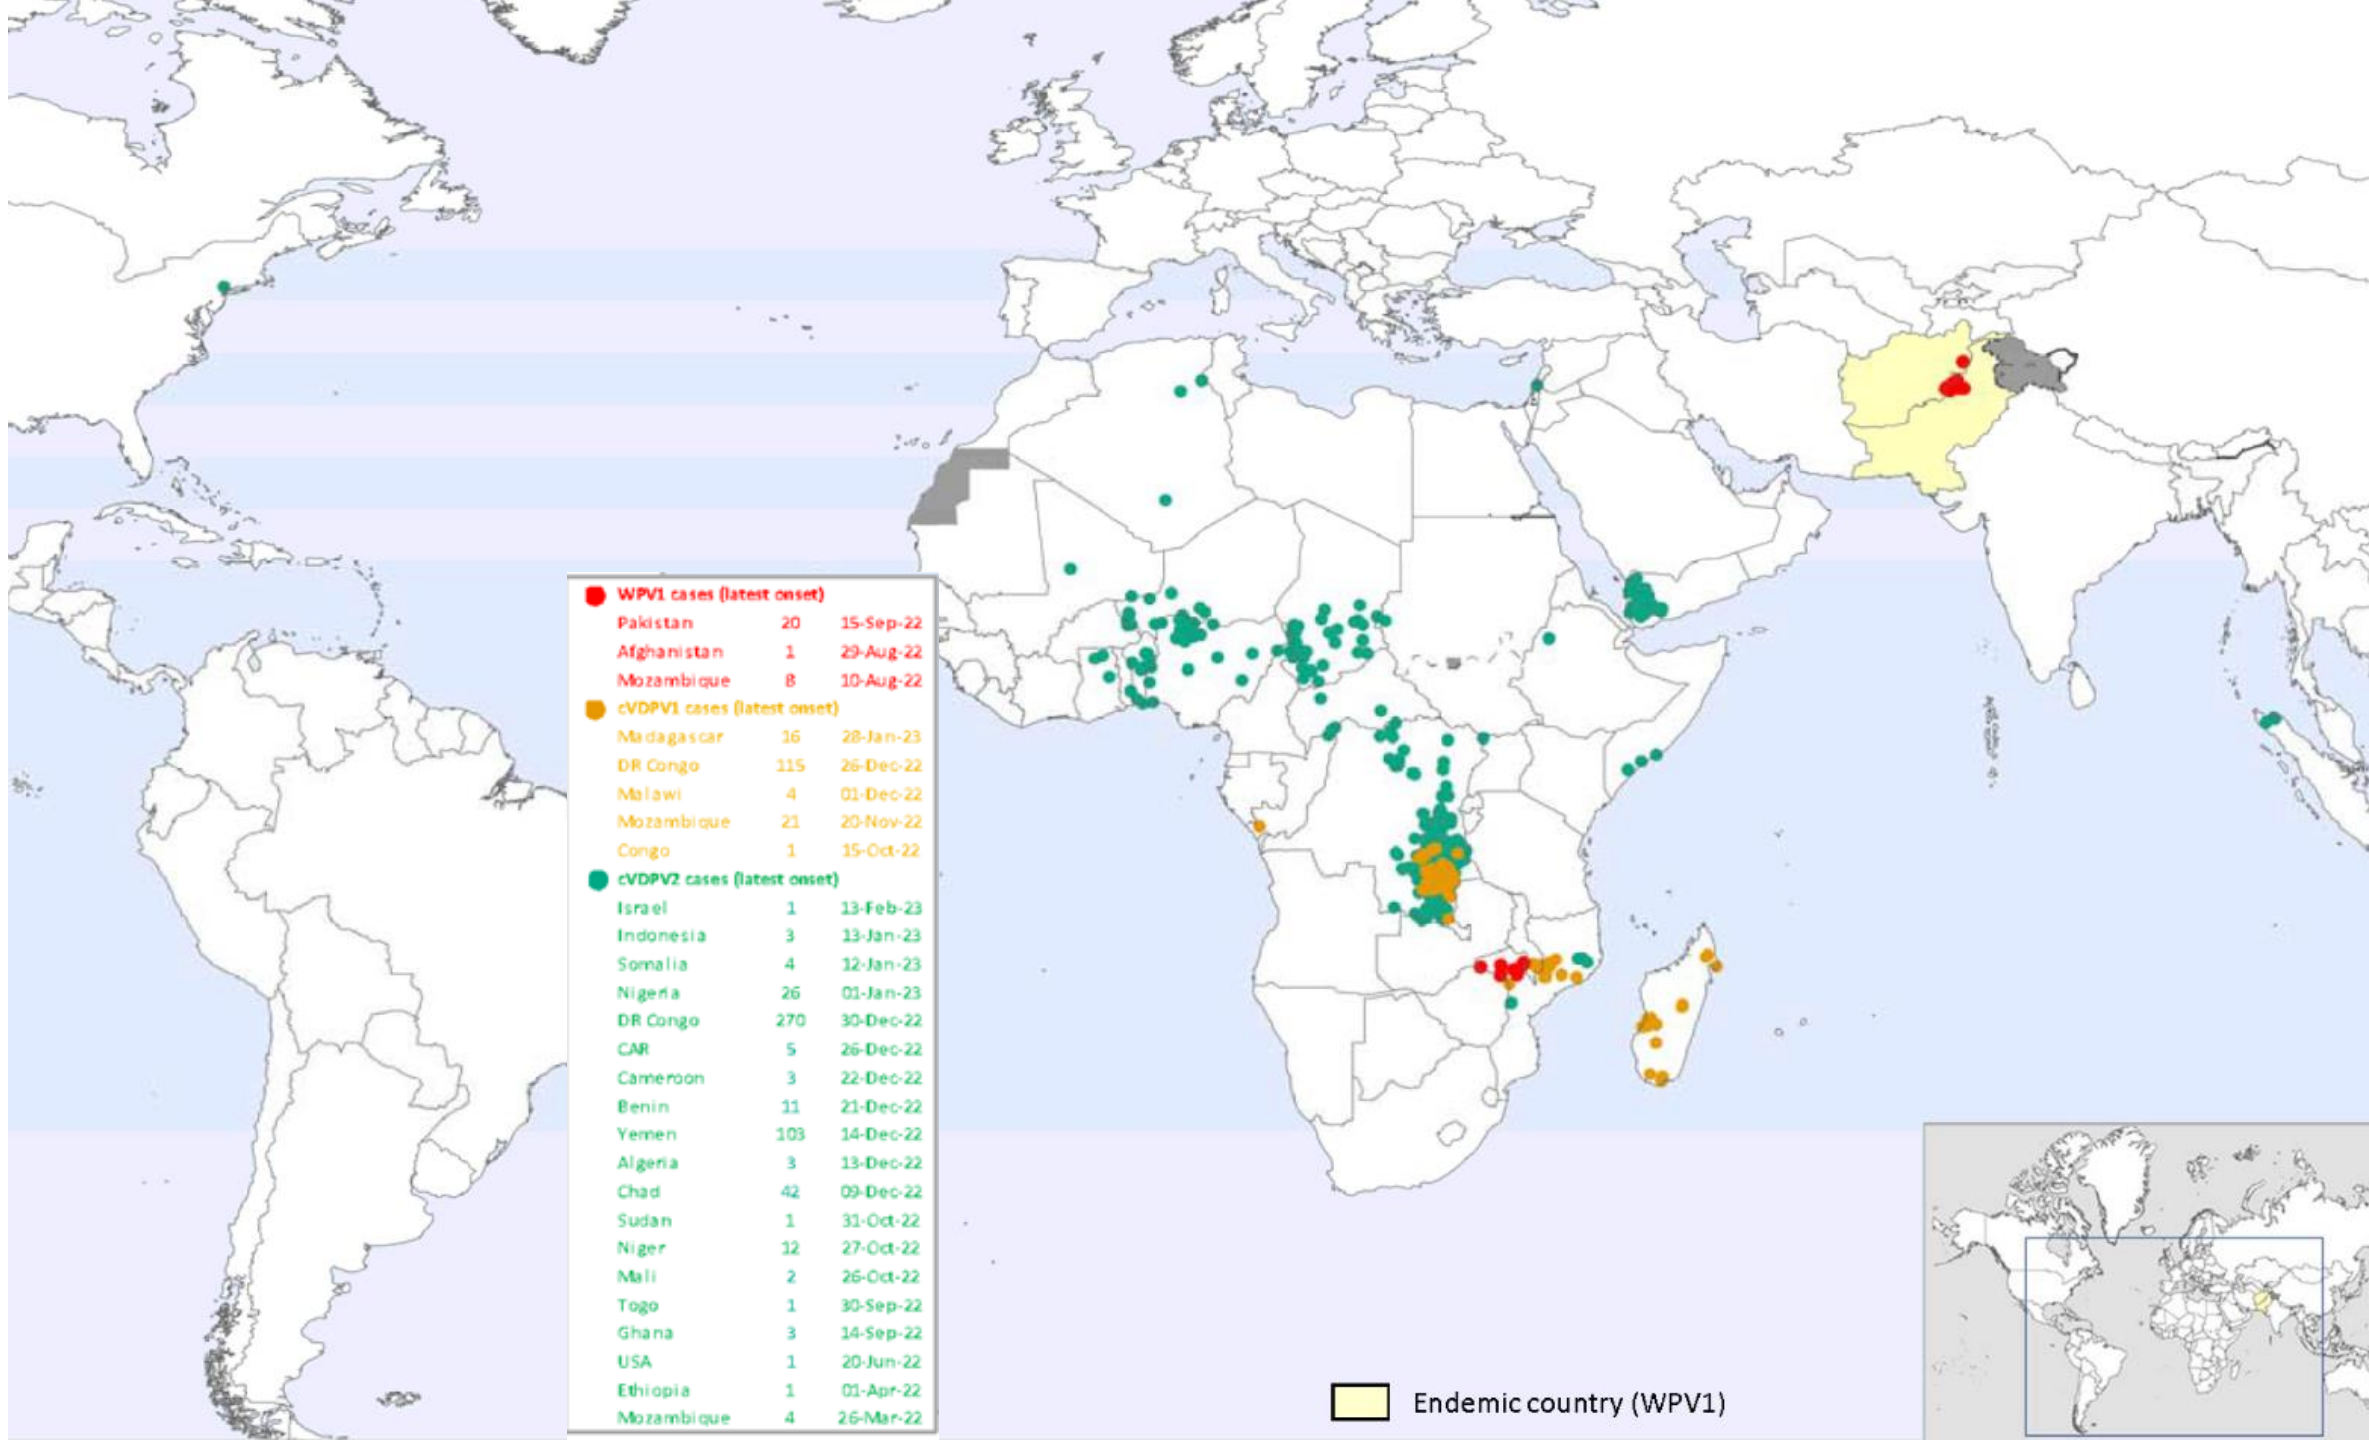 WPV1 cases (latest onset)
Pakistan 20 15-Sep-22
Afghanistan 1 29-Aug-22
Mozambique 8 10-Aug-22
cVDPV1 cases (latest onset)
Madagascar 16 28-Jan-23
DR Congo 115 26-Dec-22
Malawi 4 01-Dec-22
Mozambique 21 20-Nov-22
Congo 1 15-Oct-22
cVDPV2 cases (latest onset)
Israel 1 13-Feb-23
Indonesia 3 13-Jan-23
Somalia 4 12-Jan-23
Nigeria 26 01-Jan-23
DR Congo 270 30-Dec-22
CAR 5 26-Dec-22
Cameroon 3 22-Dec-22
Benin 11 21-Dec-22
Yemen 103 14-Dec-22
Algeria 3 13-Dec-22
Chad 42 09-Dec-22
Sudan 1 31-Oct-22
Niger 12 27-Oct-22
Mali 2 26-Oct-22
Togo 1 30-Sep-22
Ghana 3 14-Sep-22
USA 1 20-Jun-22
Ethiopia 1 01-Apr-22
Mozambique 4 26-Mar-22
Endemic country (WPV1)